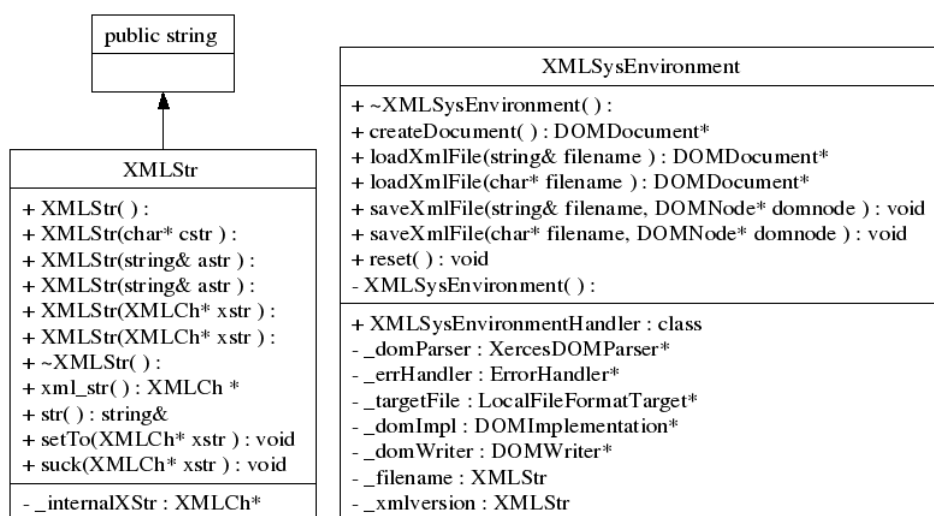 public string
XMLStr
+ XMLStr( ) :
+ XMLStr(char* cstr ) :
+ XMLStr(string& astr ) :
+ XMLStr(string& astr ) :
+ XMLStr(XMLCh* xstr ) :
+ XMLStr(XMLCh* xstr ) :
+ ~XMLStr( ) :
+ xml_str( ) : XMLCh *
+ str( ) : string&
+ setTo(XMLCh* xstr ) : void
+ suck(XMLCh* xstr ) : void
- _internalXStr : XMLCh*
XMLSysEnvironment
+ ~XMLSysEnvironment( ) :
+ createDocument( ) : DOMDocument*
+ loadXmlFile(string& filename ) : DOMDocument*
+ loadXmlFile(char* filename ) : DOMDocument*
+ saveXmlFile(string& filename, DOMNode* domnode ) : void
+ saveXmlFile(char* filename, DOMNode* domnode ) : void
+ reset( ) : void
- XMLSysEnvironment( ) :
+ XMLSysEnvironmentHandler : class
- _domParser : XercesDOMParser*
- _errHandler : ErrorHandler*
- _targetFile : LocalFileFormatTarget*
- _domImpl : DOMImplementation*
- _domWriter : DOMWriter*
- _filename : XMLStr
- _xmlversion : XMLStr